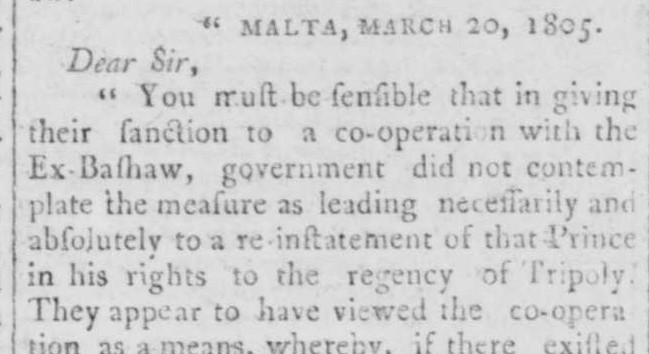 “ MALTA, MARCH 20, 1805.
Dear Sir,
“ You muſt be ſenſible that in giving
their ſanction to a co-operation with the
Ex-Baſhaw, government did not contem-
plate the meaſure as leading neceſſarily and
abſolutely to a re-inſtatement of that Prince
in his rights to the regency of Tripoly.
They appear to have viewed the co-opera
tion as a means, whereby, if there exiſted